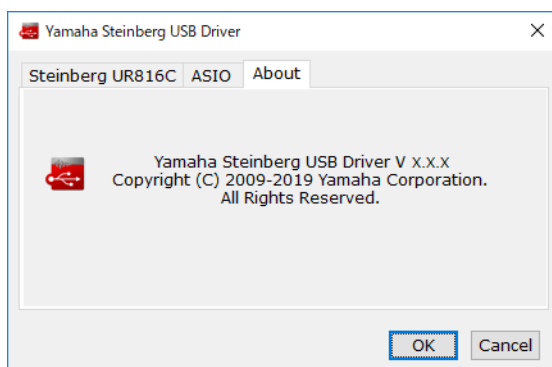 Yamaha Steinberg USB Driver
Steinberg UR816C ASIO About
Yamaha Steinberg USB Driver V x.x.x
Copyright (C) 2009-2019 Yamaha Corporation.
All Rights Reserved.
OK Cancel